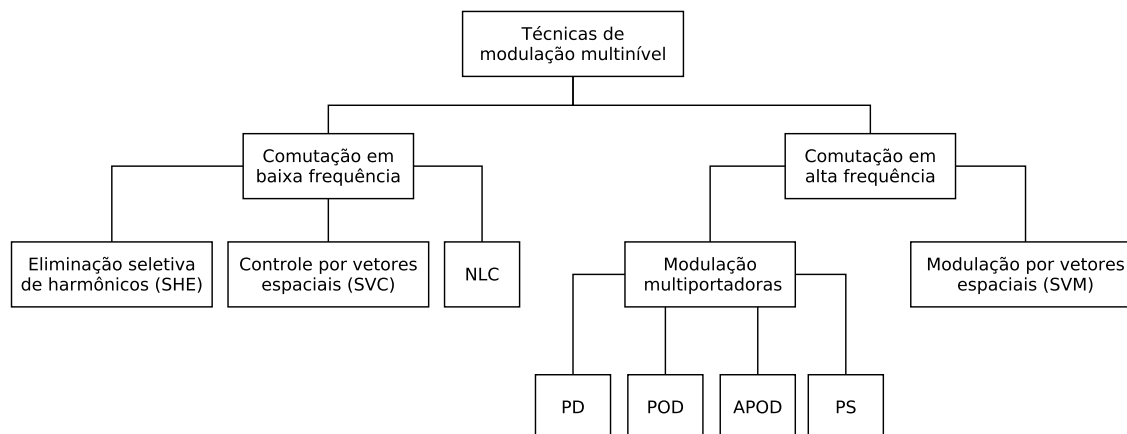 Técnicas de
modulação multinível
Comutação em
baixa frequência
Comutação em
alta frequência
Eliminação seletiva
de harmônicos (SHE)
Controle por vetores
espaciais (SVC)
NLC
Modulação
multiportadoras
Modulação por vetores
espaciais (SVM)
PD
POD
APOD
PS